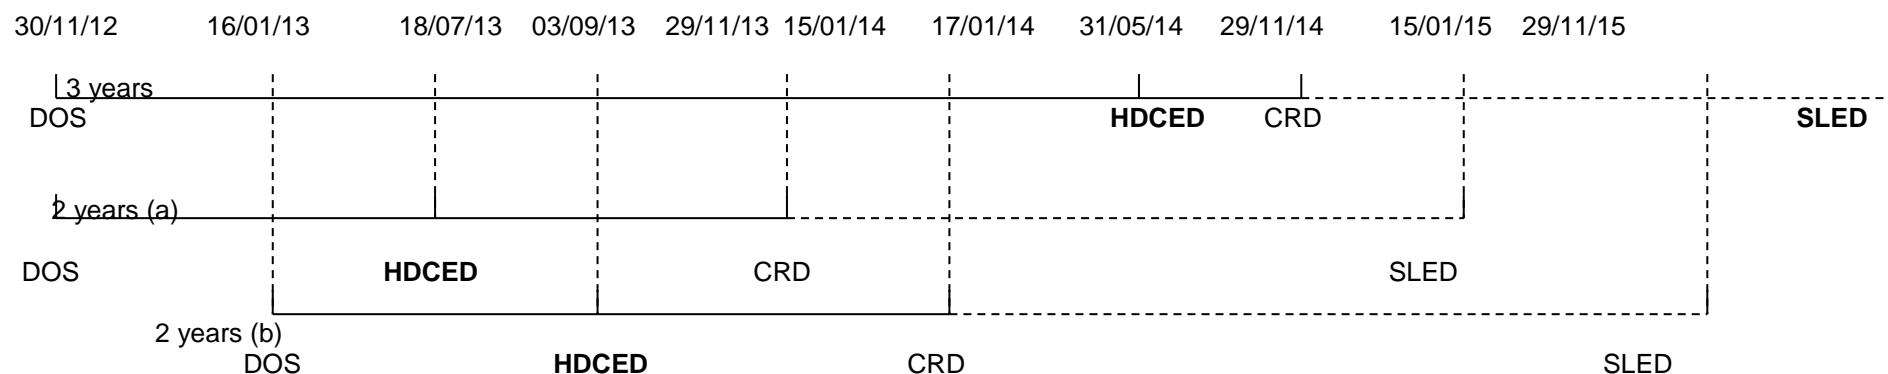 30/11/12 16/01/13 18/07/13 03/09/13 29/11/13 15/01/14 17/01/14 31/05/14 29/11/14 15/01/15 29/11/15
3 years
DOS HDCED CRD SLED
2 years (a)
DOS HDCED CRD SLED
2 years (b)
DOS HDCED CRD SLED